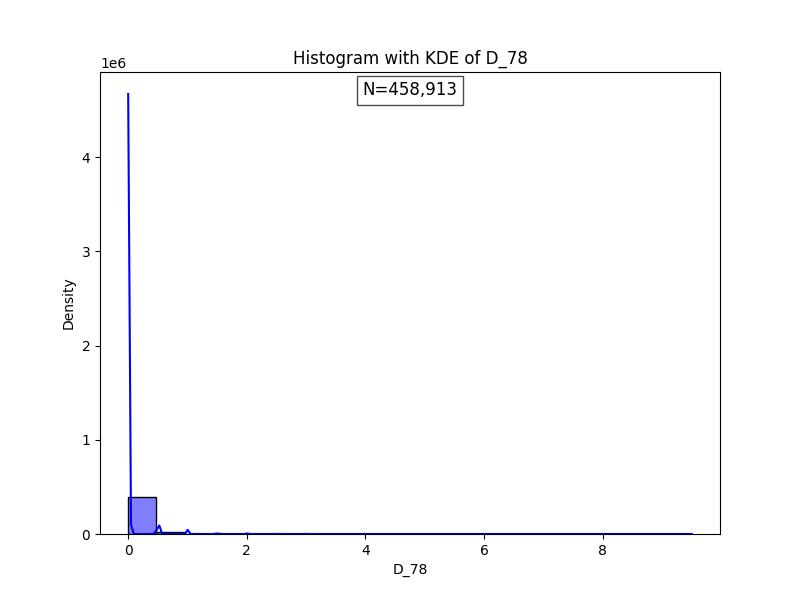 Histogram with KDE of D_78
1e6
N=458,913
4
3
2
1
0
Density
0 2 4 6 8
D_78